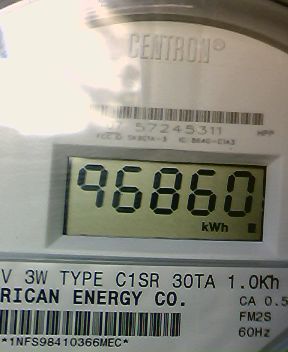 CENTRON®
57245311
HPP
96860
kWh
V 3W TYPE C1SR 30TA 1.0Kh
RICAN ENERGY CO.
CA 0.5
FM2S
60Hz
*1NFS98410366MEC*